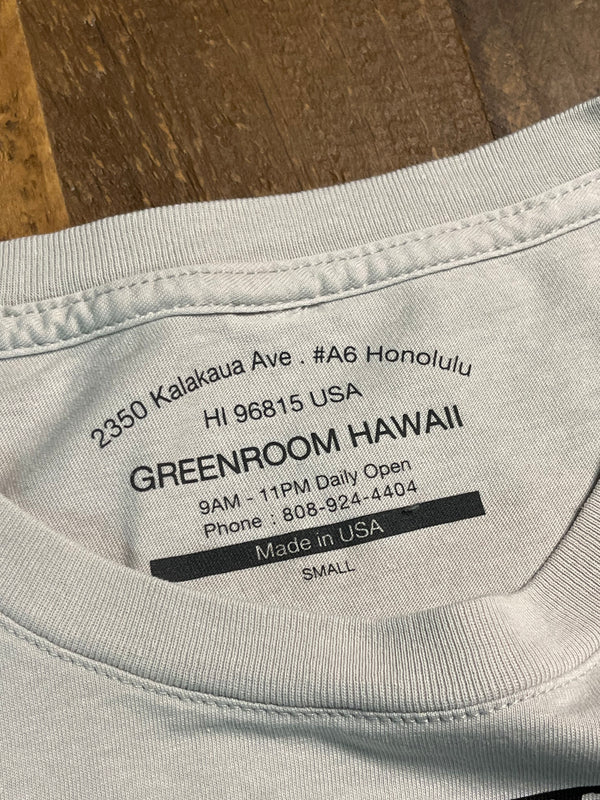 2350 Kalakaua Ave . #A6 Honolulu
HI 96815 USA
GREENROOM HAWAII
9AM - 11PM Daily Open
Phone : 808-924-4404
Made in USA
SMALL